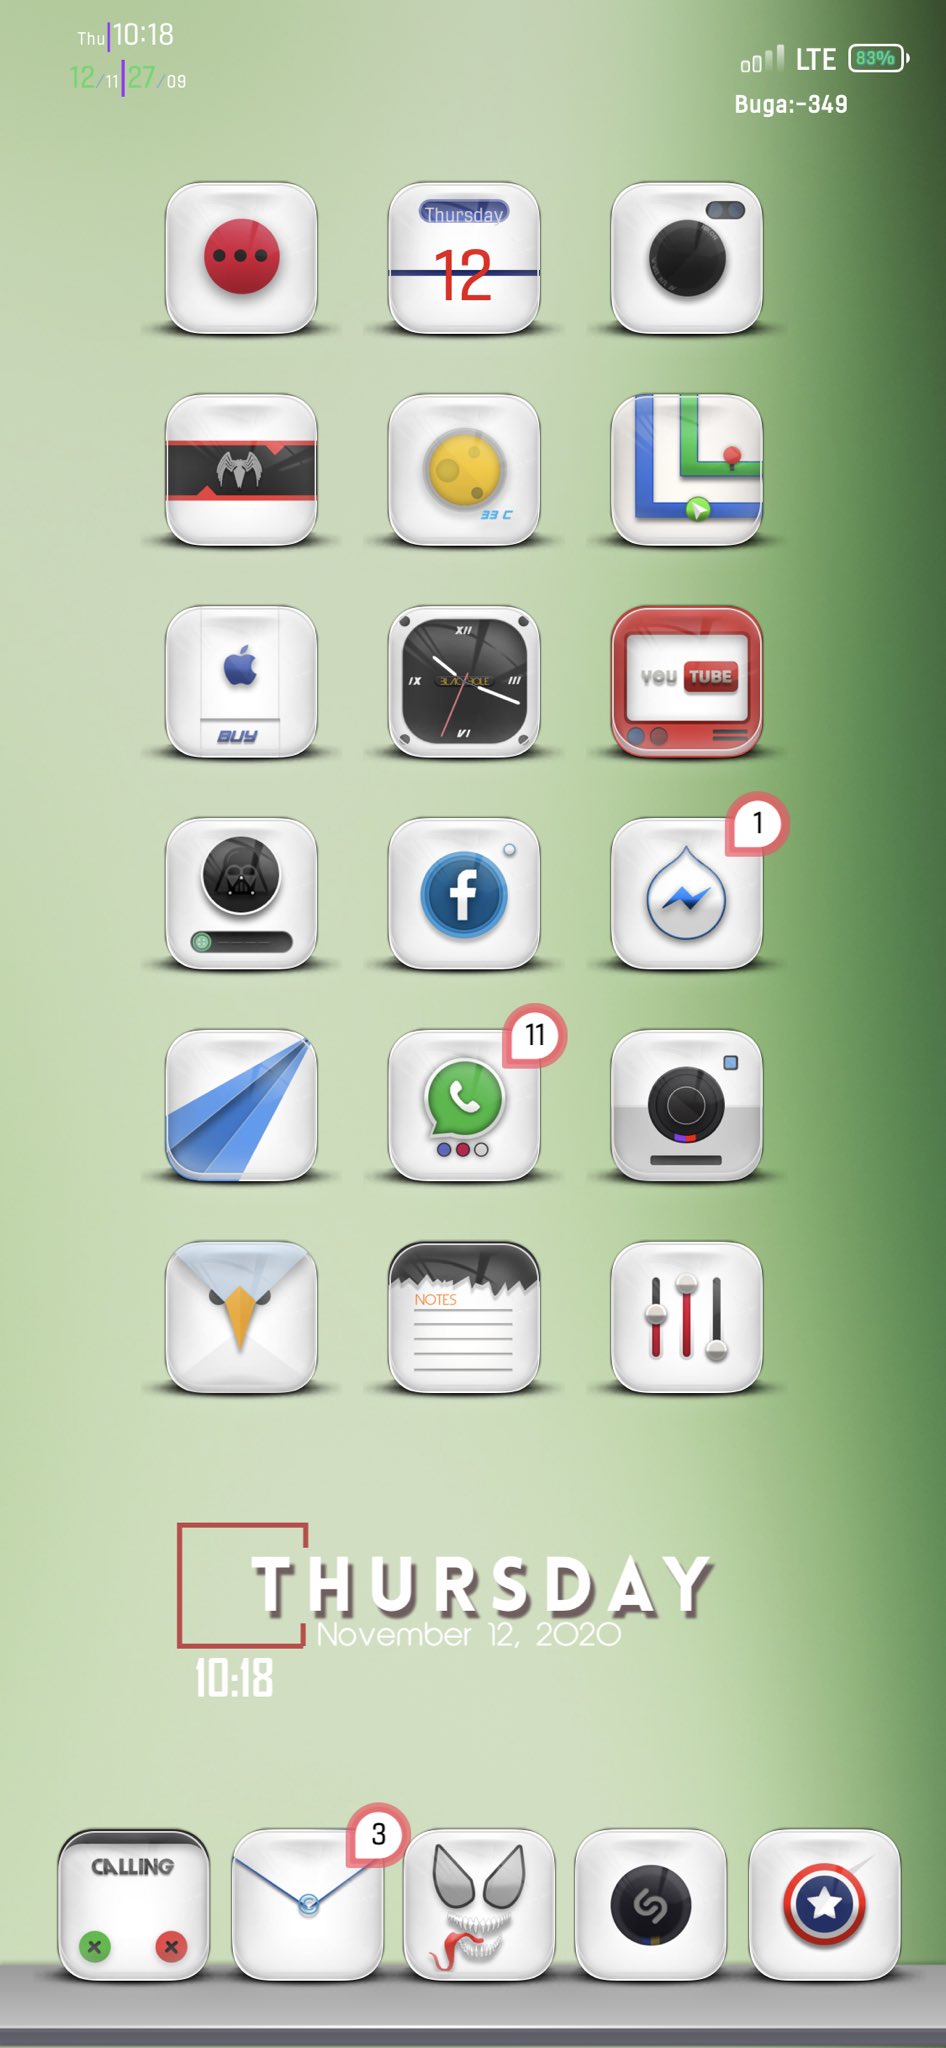 Thu|10:18
12/11|27/09
LTE 83%
Buga:-349
Thursday
12
33 C
XII
IX III
VI
BUY
YOU TUBE
1
11
NOTES
THURSDAY
November 12, 2020
10:18
CALLING
3